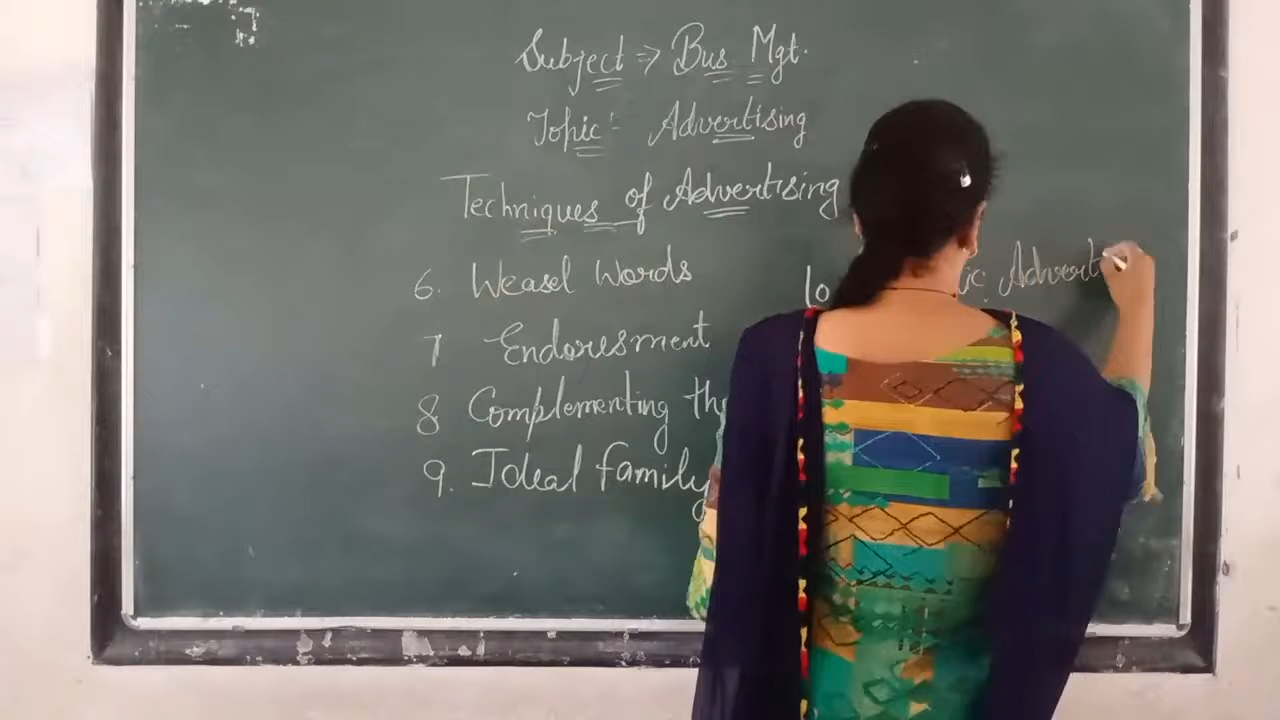 Subject => Bus Mgt.
Topic:- Advertising
Techniques of Advertising
6. Weasel Words
7 Endoresment
8 Complementing th
9. Ideal family
10 ic Advert